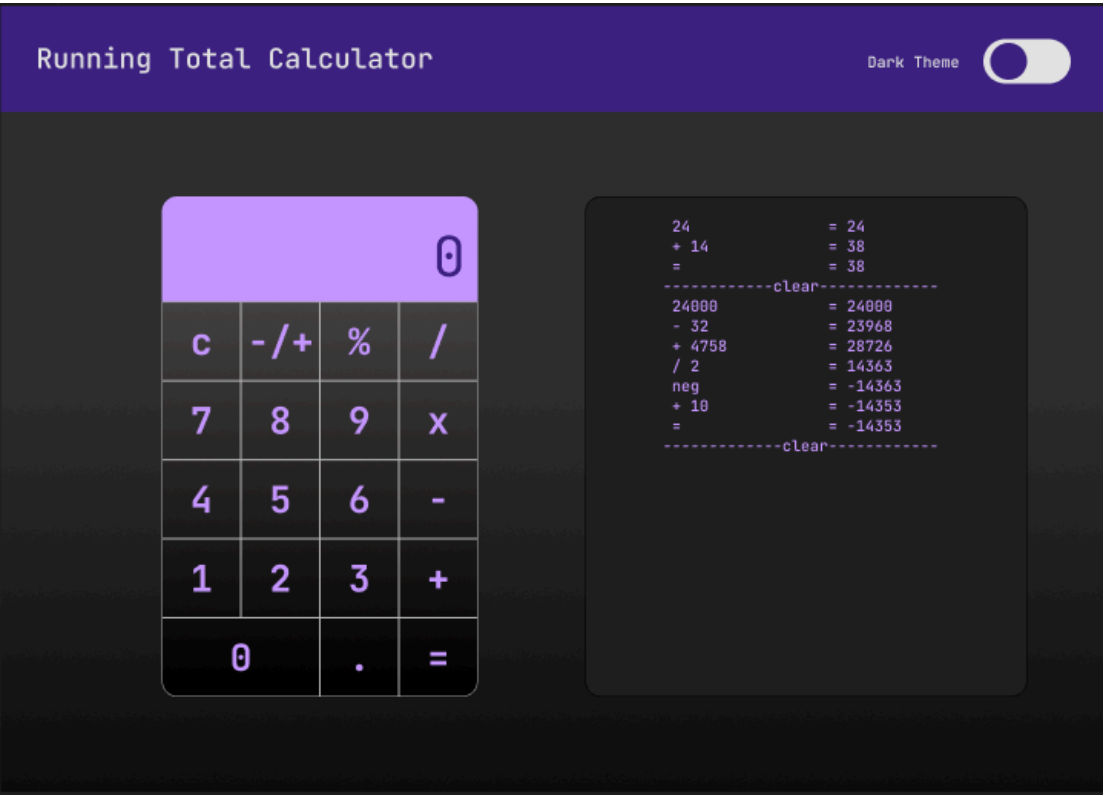 Running Total Calculator
Dark Theme
0
c -/+ % /
7 8 9 x
4 5 6 -
1 2 3 +
0 . =
24 = 24
+ 14 = 38
= = 38
------------clear-------------
24000 = 24000
- 32 = 23968
+ 4758 = 28726
/ 2 = 14363
neg = -14363
+ 10 = -14353
= = -14353
-------------clear------------